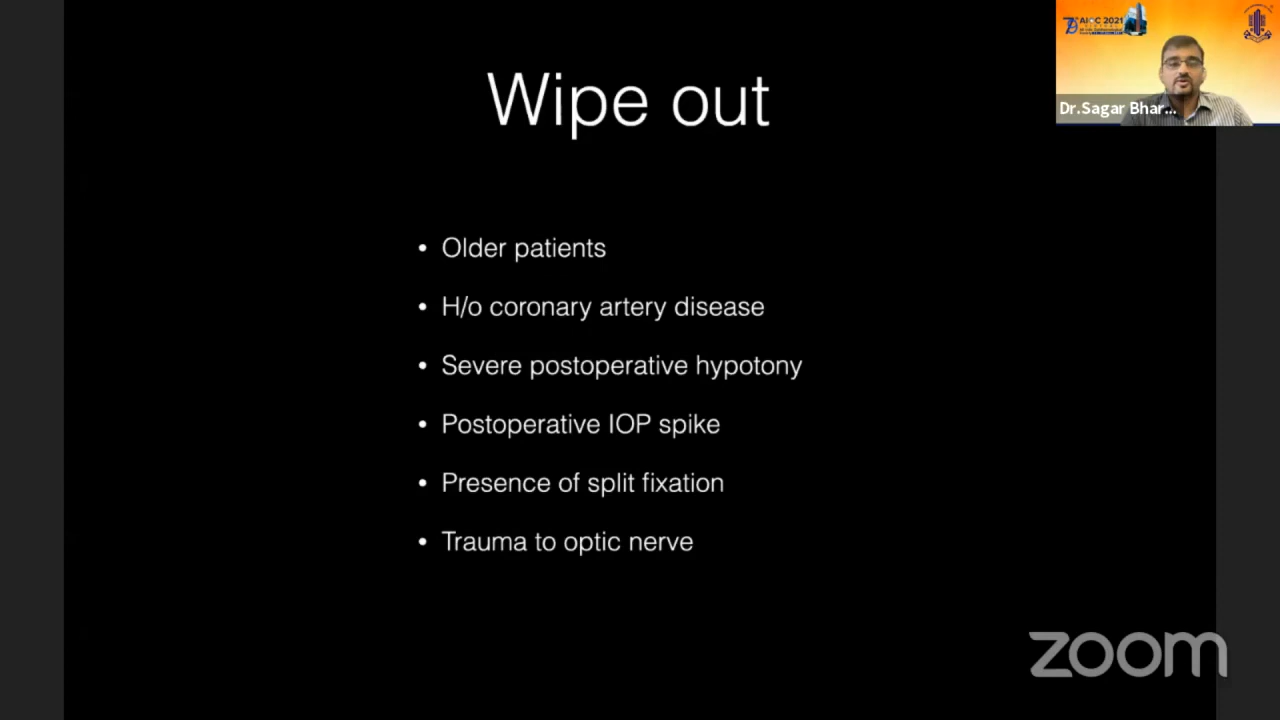 Wipe out
• Older patients
• H/o coronary artery disease
• Severe postoperative hypotony
• Postoperative IOP spike
• Presence of split fixation
• Trauma to optic nerve
AIOC 2021
Dr.Sagar Bhar...
zoom